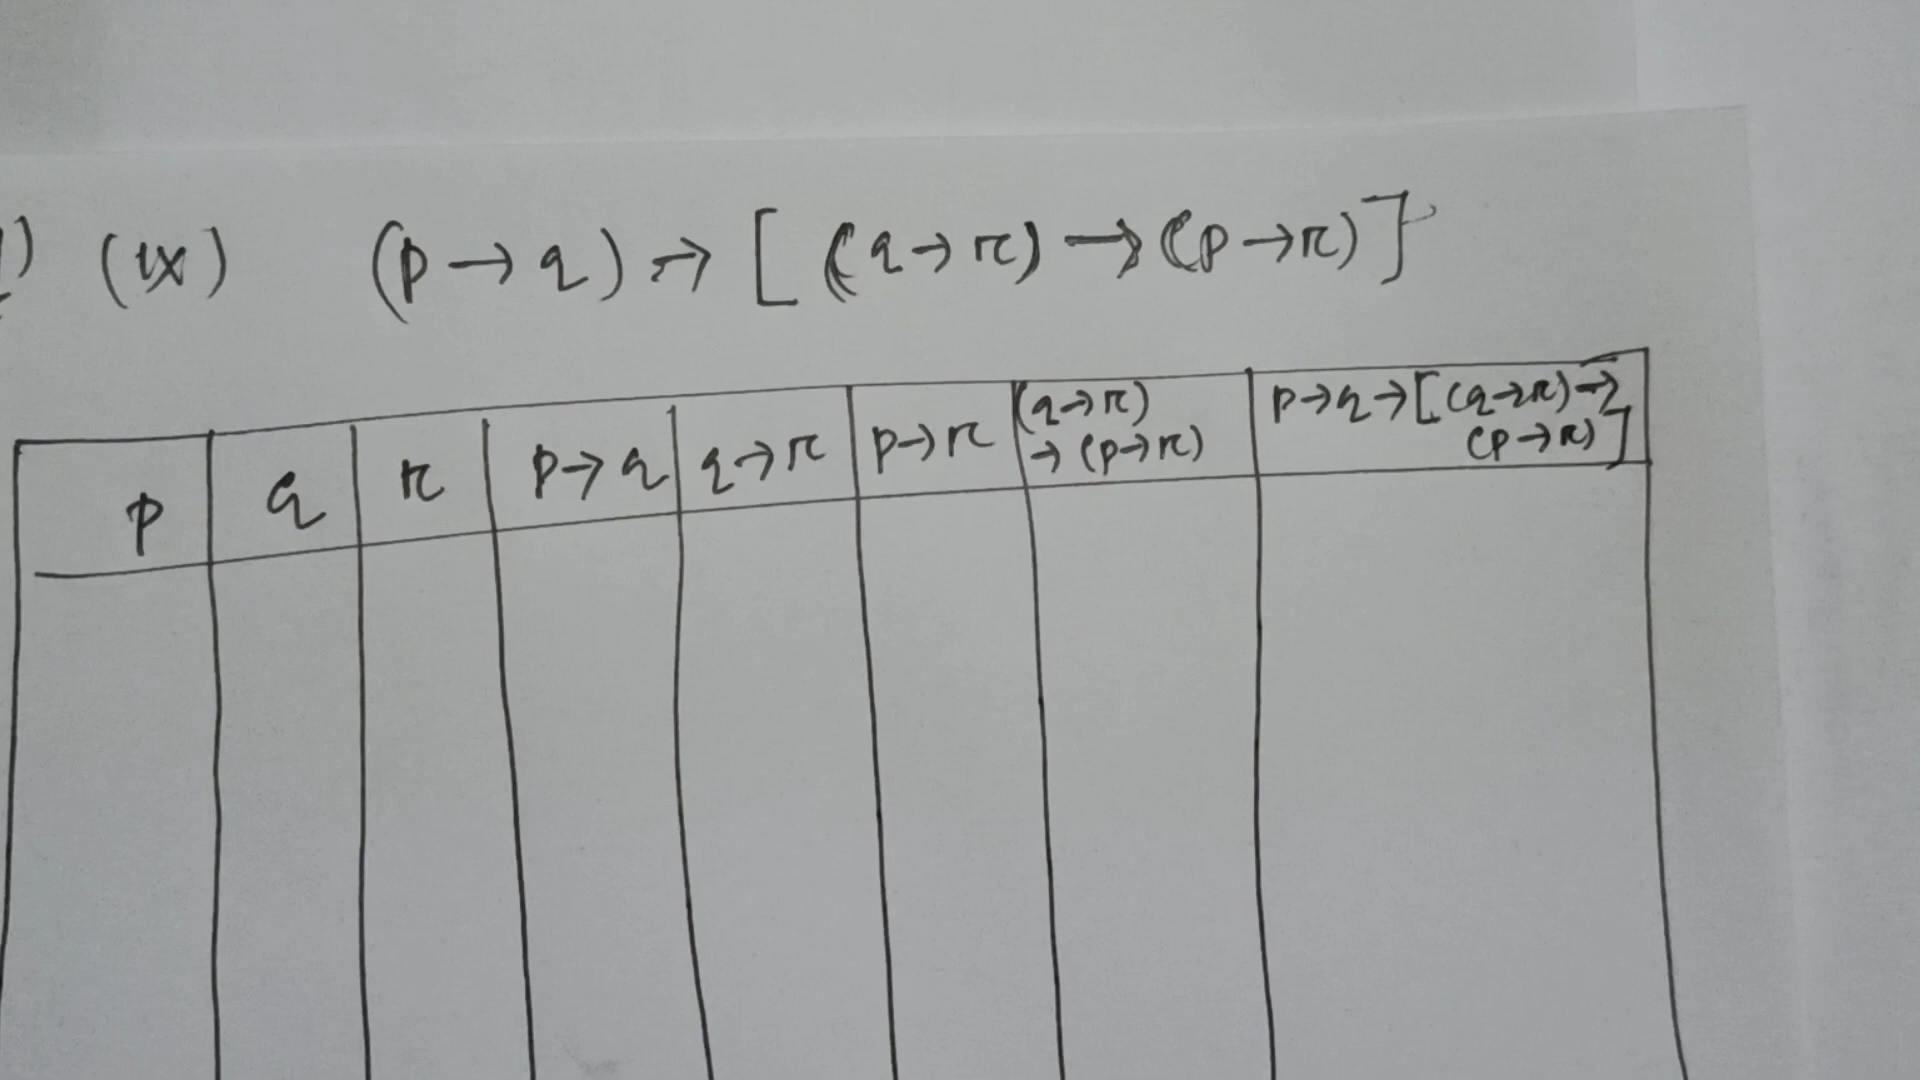 (ix) (p → q) → [(q → r) → (p → r)]
p q r p → q q → r p → r (q → r) → (p → r) p → q → [(q → r) → (p → r)]